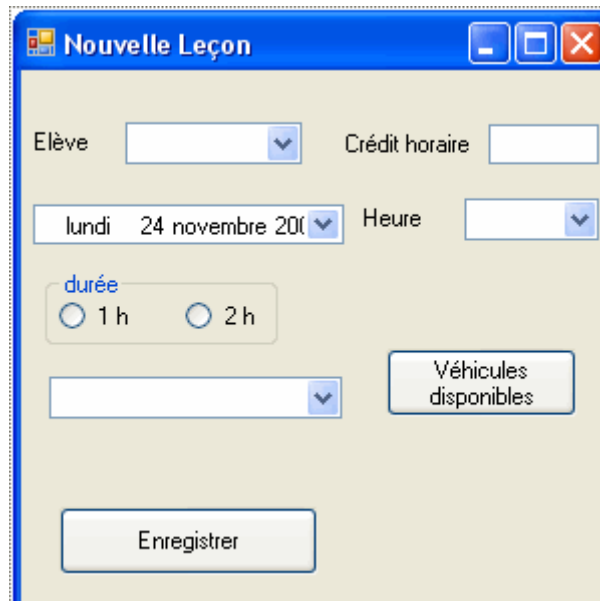 Nouvelle Leçon
Elève
Crédit horaire
lundi 24 novembre 200
Heure
durée
1 h 2 h
Véhicules
disponibles
Enregistrer